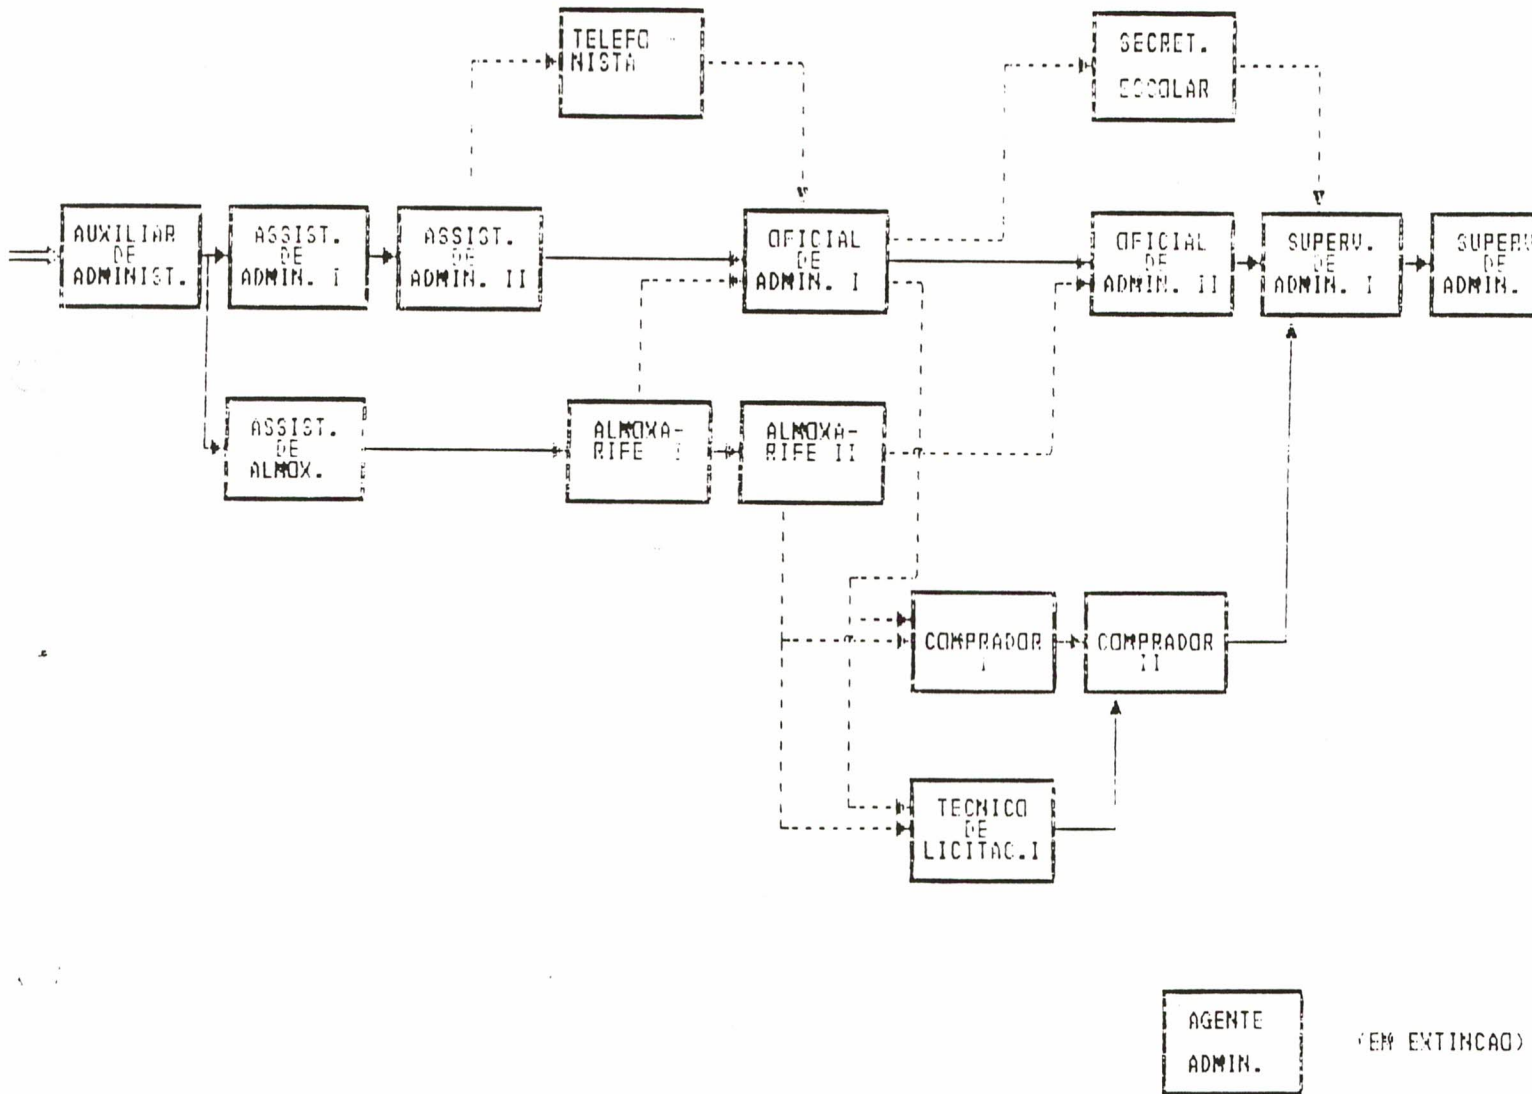 TELEFO -
NISTA
SECRET.
ESCOLAR
AUXILIAR
DE
ADMINIST.
ASSIST.
DE
ADMIN. I
ASSIST.
DE
ADMIN. II
OFICIAL
DE
ADMIN. I
OFICIAL
DE
ADMIN. II
SUPERV.
DE
ADMIN. I
SUPERV
DE
ADMIN.
ASSIST.
DE
ALMOX.
ALMOXA-
RIFE I
ALMOXA-
RIFE II
COMPRADOR
I
COMPRADOR
II
TECNICO
DE
LICITAC.I
AGENTE
ADMIN.
(EM EXTINCAO)